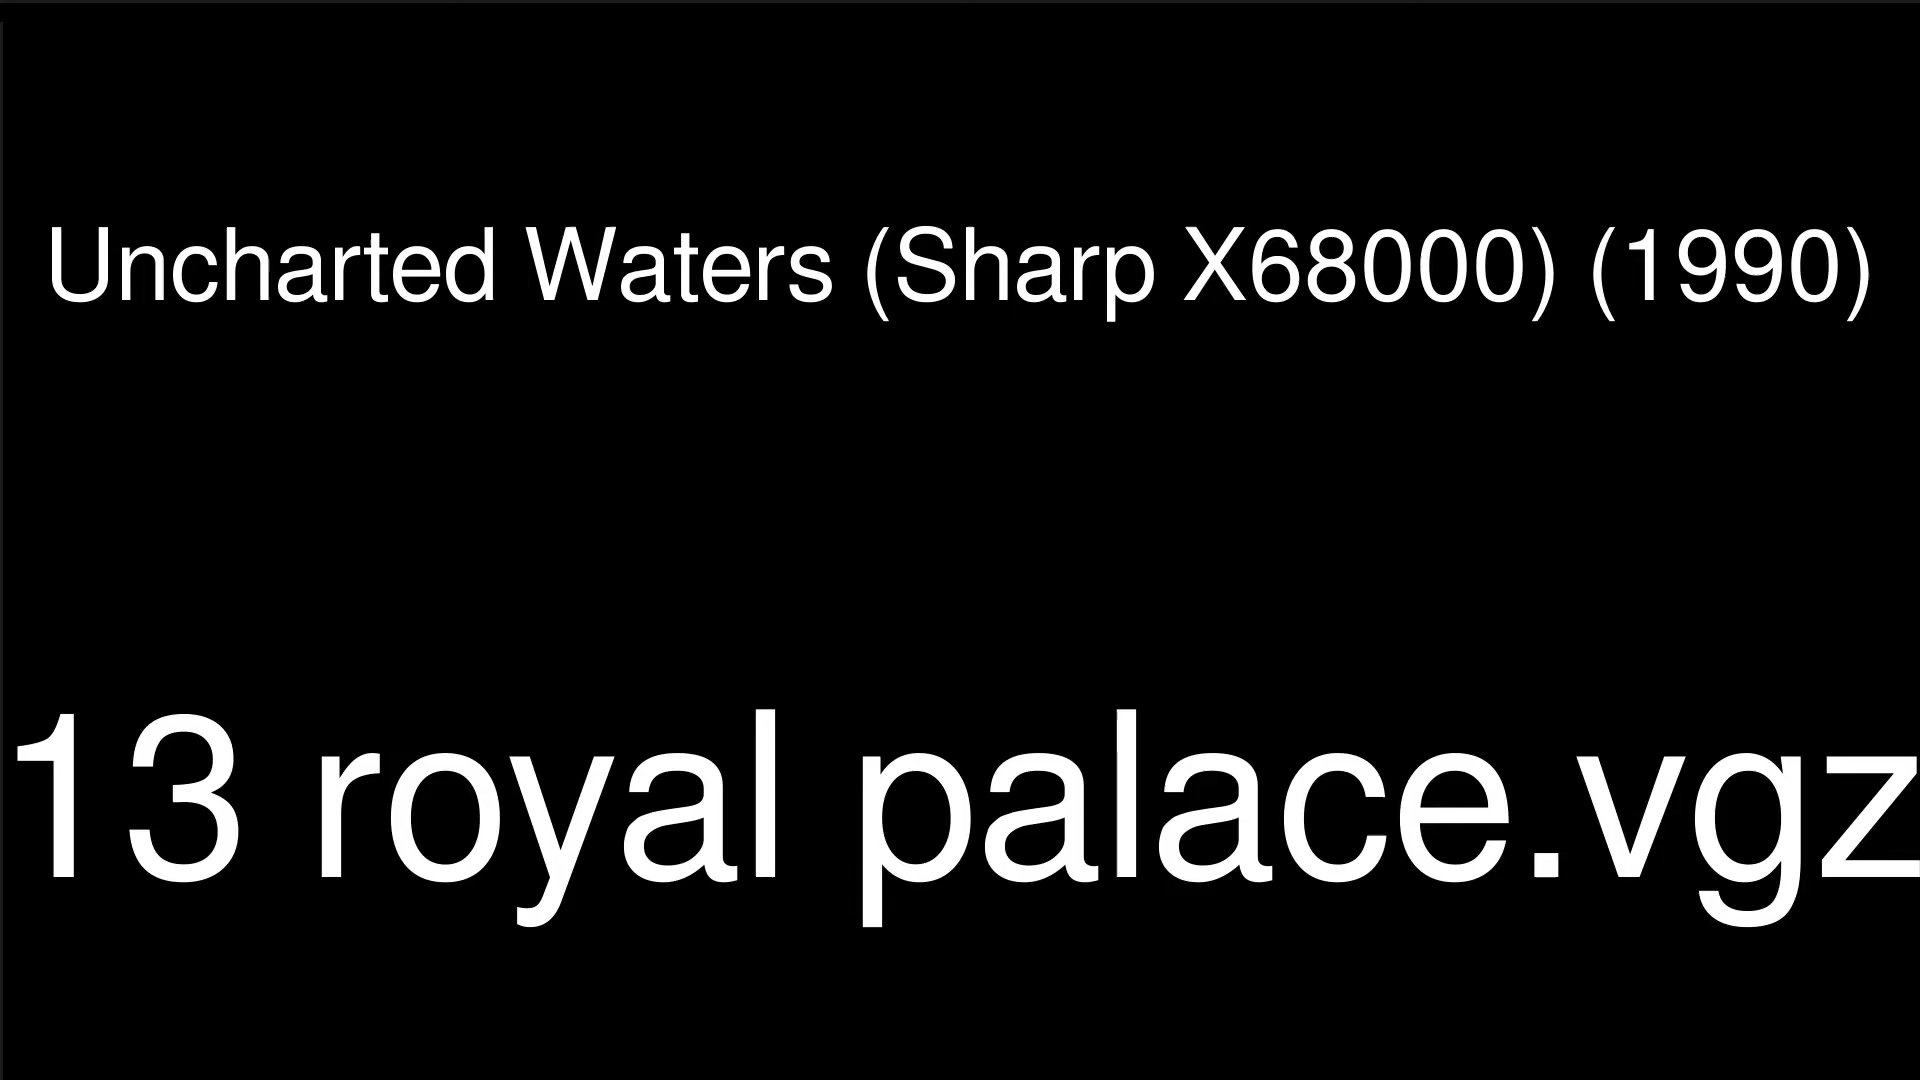 Uncharted Waters (Sharp X68000) (1990)
13 royal palace.vgz